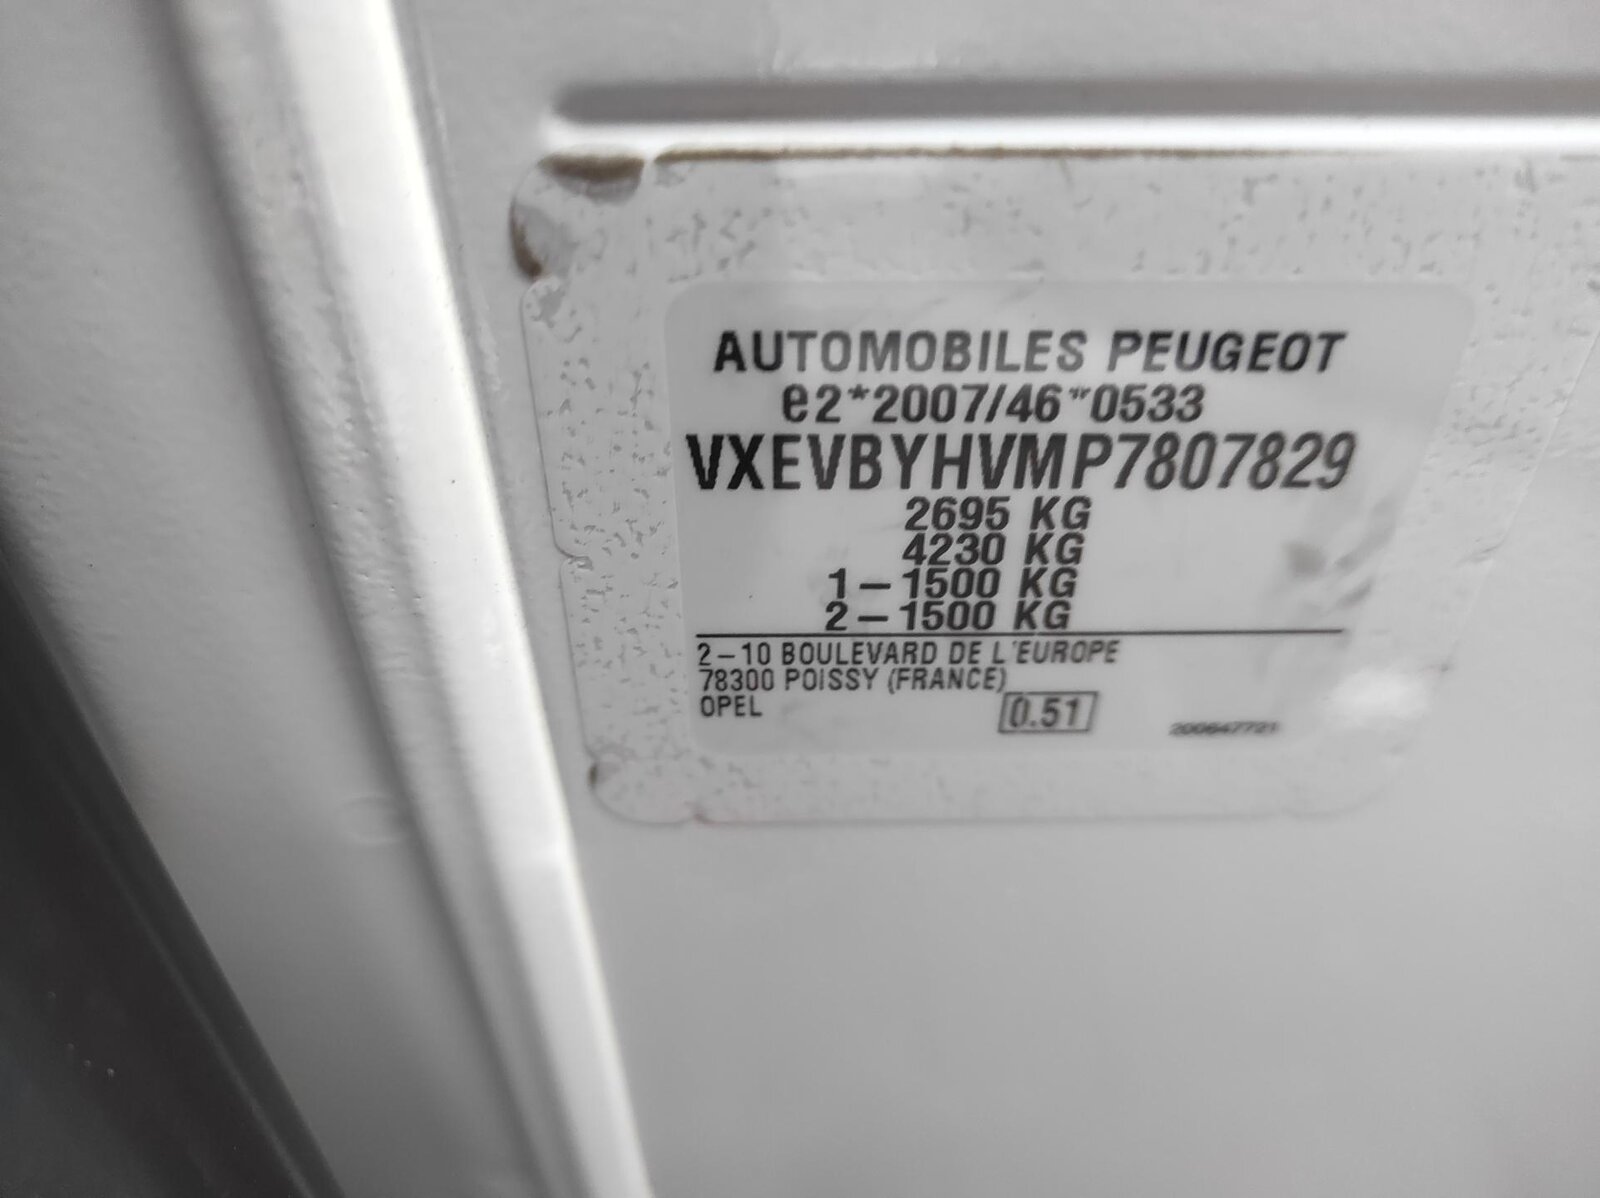 AUTOMOBILES PEUGEOT
e2*2007/46*0533
VXEVBYHVMP7807829
2695 KG
4230 KG
1-1500 KG
2-1500 KG
2-10 BOULEVARD DE L'EUROPE
78300 POISSY (FRANCE)
OPEL
0.51